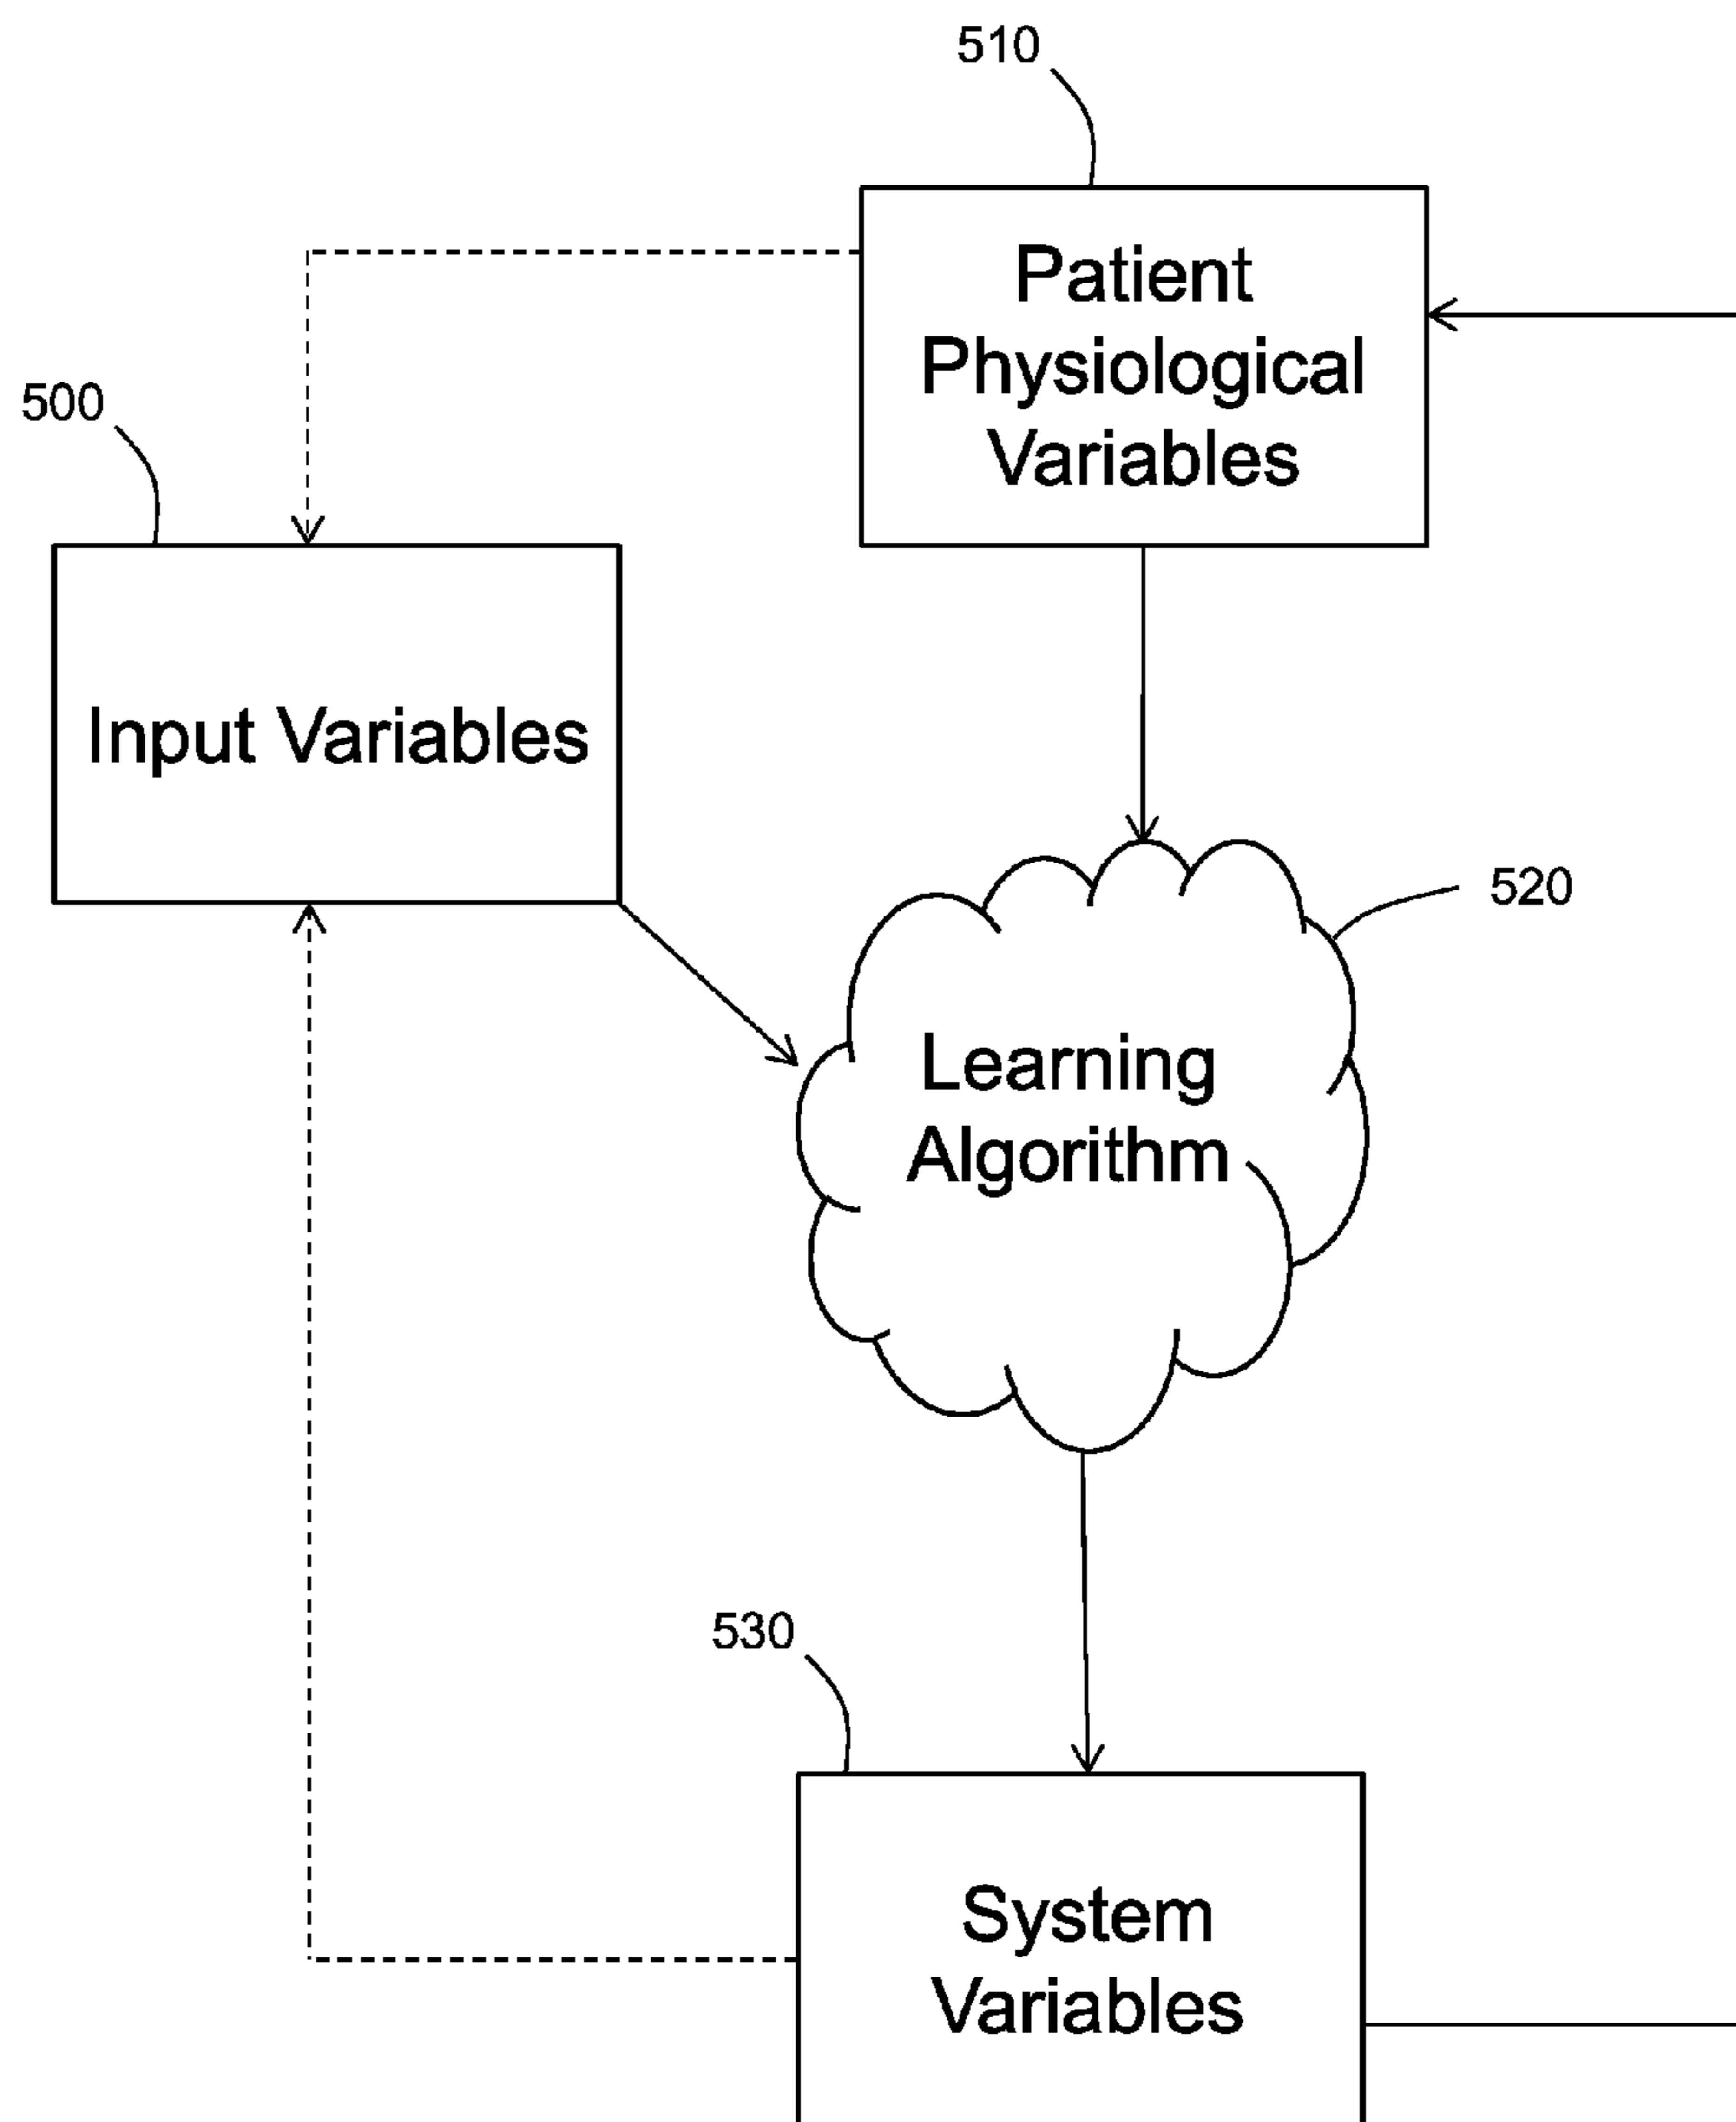 510
Patient
Physiological
Variables
500
Input Variables
520
Learning
Algorithm
530
System
Variables